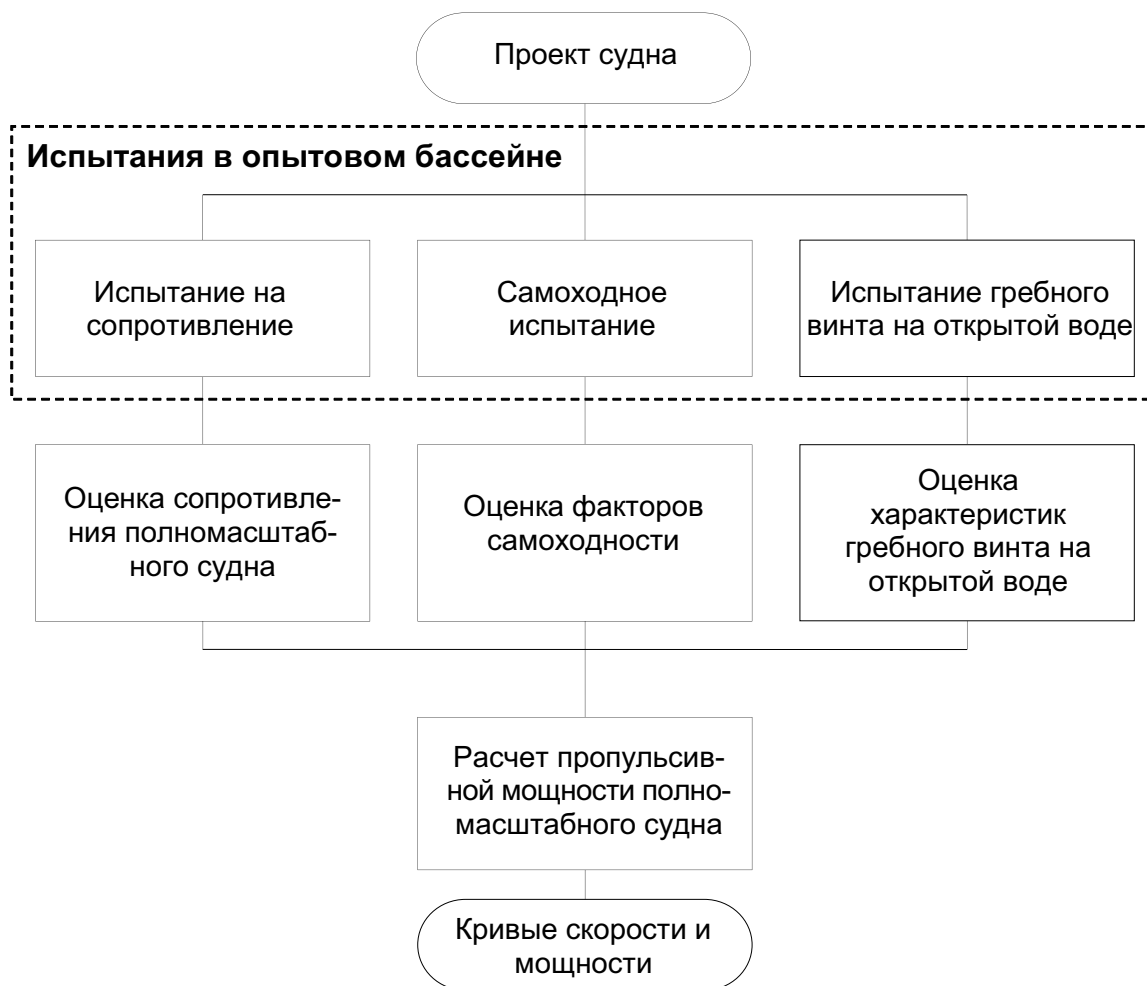 Проект судна
Испытания в опытовом бассейне
Испытание на
сопротивление
Самоходное
испытание
Испытание гребного
винта на открытой воде
Оценка сопротивле-
ния полномасштаб-
ного судна
Оценка факторов
самоходности
Оценка
характеристик
гребного винта на
открытой воде
Расчет пропульсив-
ной мощности полно-
масштабного судна
Кривые скорости и
мощности